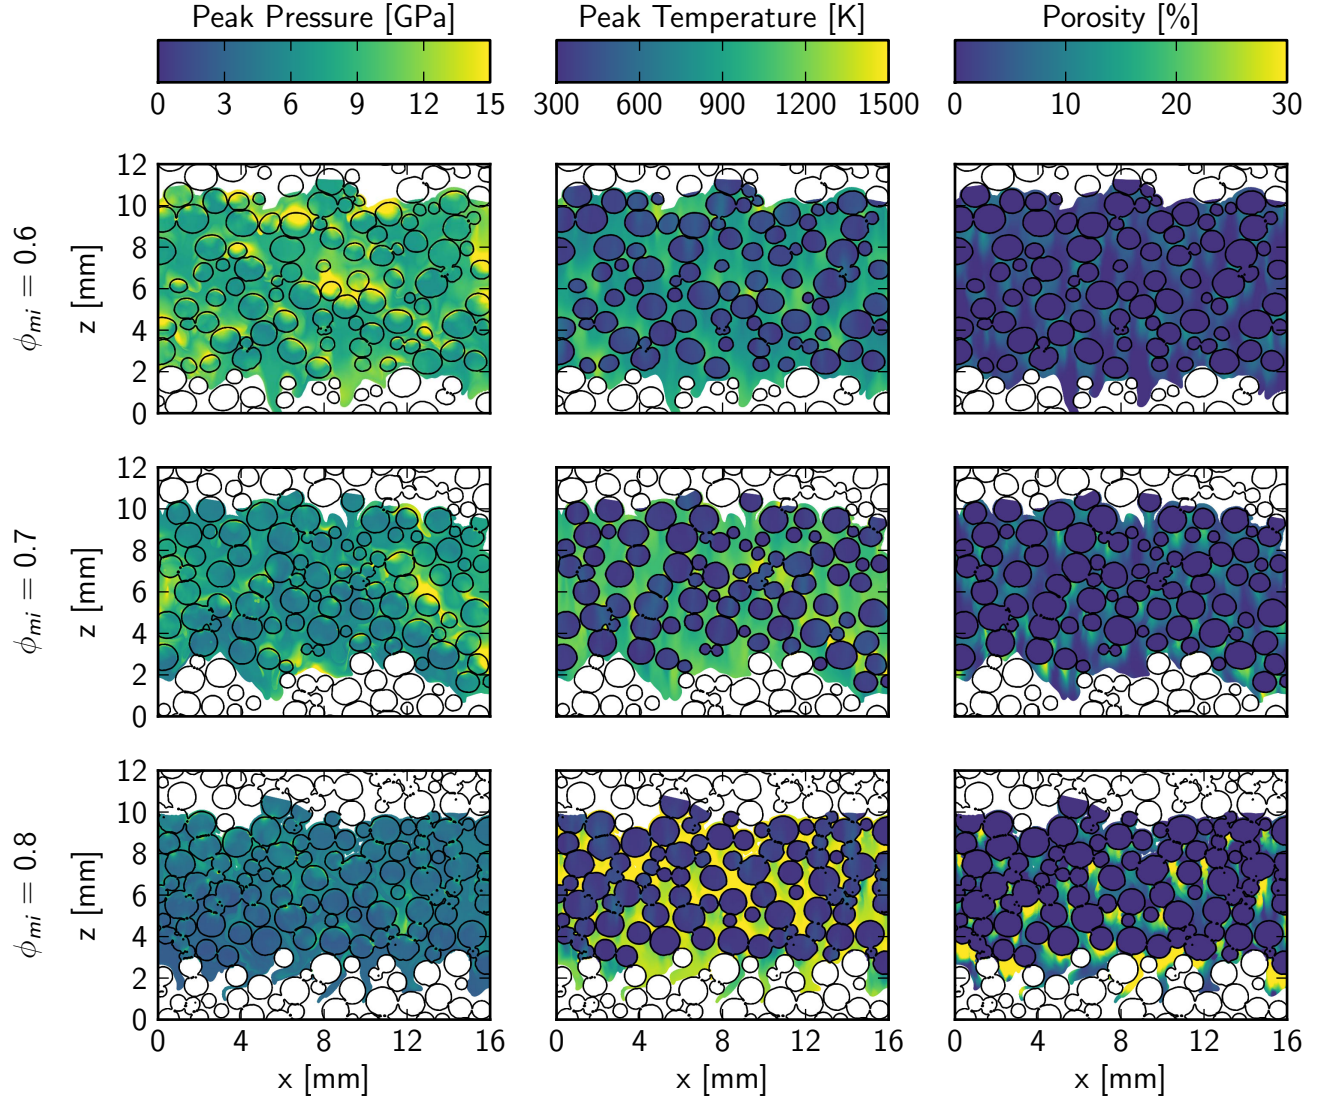 Peak Pressure [GPa] Peak Temperature [K] Porosity [%]
0 3 6 9 12 15 300 600 900 1200 1500 0 10 20 30
ϕmi = 0.6
z [mm]
12
10
8
6
4
2
0
ϕmi = 0.7
z [mm]
12
10
8
6
4
2
0
ϕmi = 0.8
z [mm]
12
10
8
6
4
2
0
0 4 8 12 16 0 4 8 12 16 0 4 8 12 16
x [mm] x [mm] x [mm]